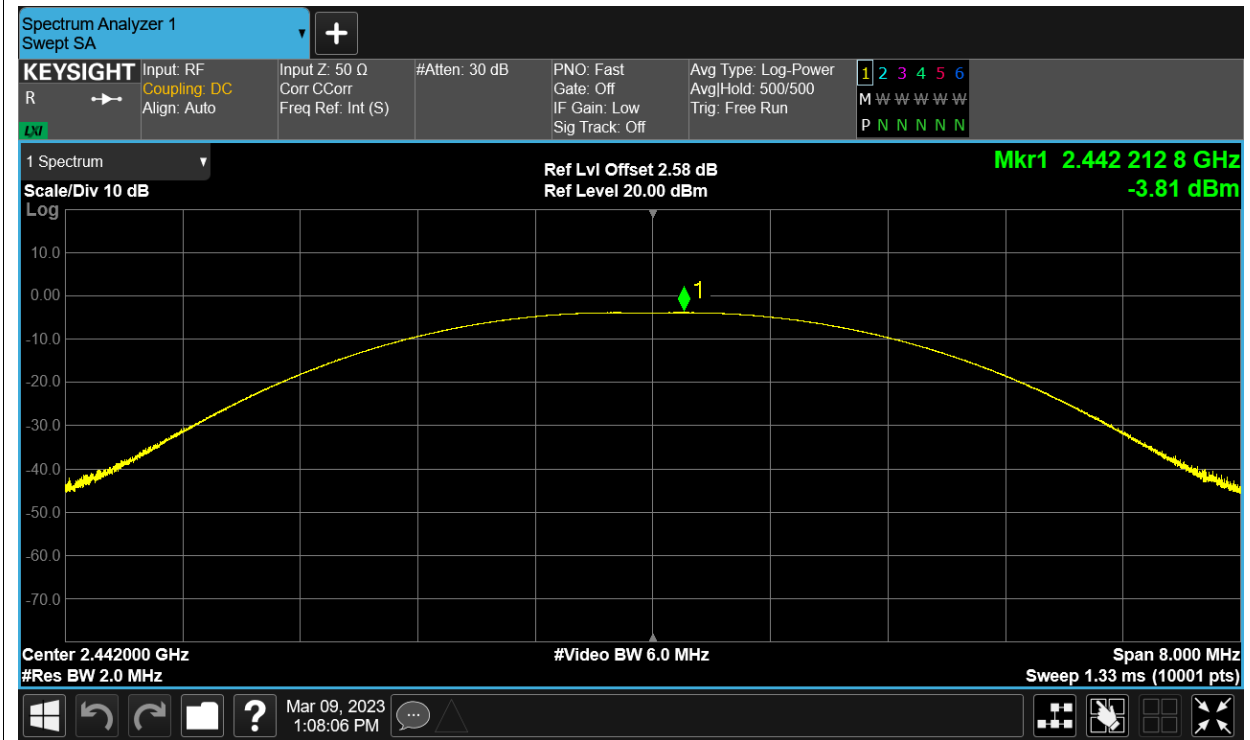 Spectrum Analyzer 1
Swept SA
KEYSIGHT
R
LXI
Input: RF
Coupling: DC
Align: Auto
Input Z: 50 Ω
Corr CCorr
Freq Ref: Int (S)
#Atten: 30 dB
PNO: Fast
Gate: Off
IF Gain: Low
Sig Track: Off
Avg Type: Log-Power
Avg|Hold: 500/500
Trig: Free Run
1 2 3 4 5 6
M W W W W W
P N N N N N
1 Spectrum
Scale/Div 10 dB
Log
Ref Lvl Offset 2.58 dB
Ref Level 20.00 dBm
Mkr1 2.442 212 8 GHz
-3.81 dBm
1
10.0
0.00
-10.0
-20.0
-30.0
-40.0
-50.0
-60.0
-70.0
Center 2.442000 GHz
#Res BW 2.0 MHz
#Video BW 6.0 MHz
Span 8.000 MHz
Sweep 1.33 ms (10001 pts)
?
Mar 09, 2023
1:08:06 PM